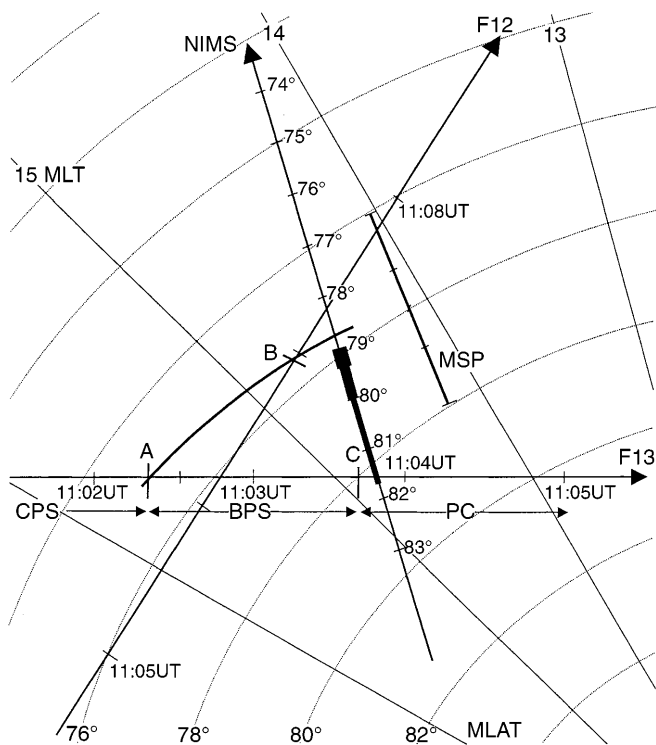 NIMS
14
F12
13
74°
75°
15 MLT
76°
11:08UT
77°
78°
B
79°
MSP
80°
A
C
81°
11:04UT
F13
11:02UT
11:03UT
82°
11:05UT
CPS
BPS
PC
83°
11:05UT
76°
78°
80°
82°
MLAT